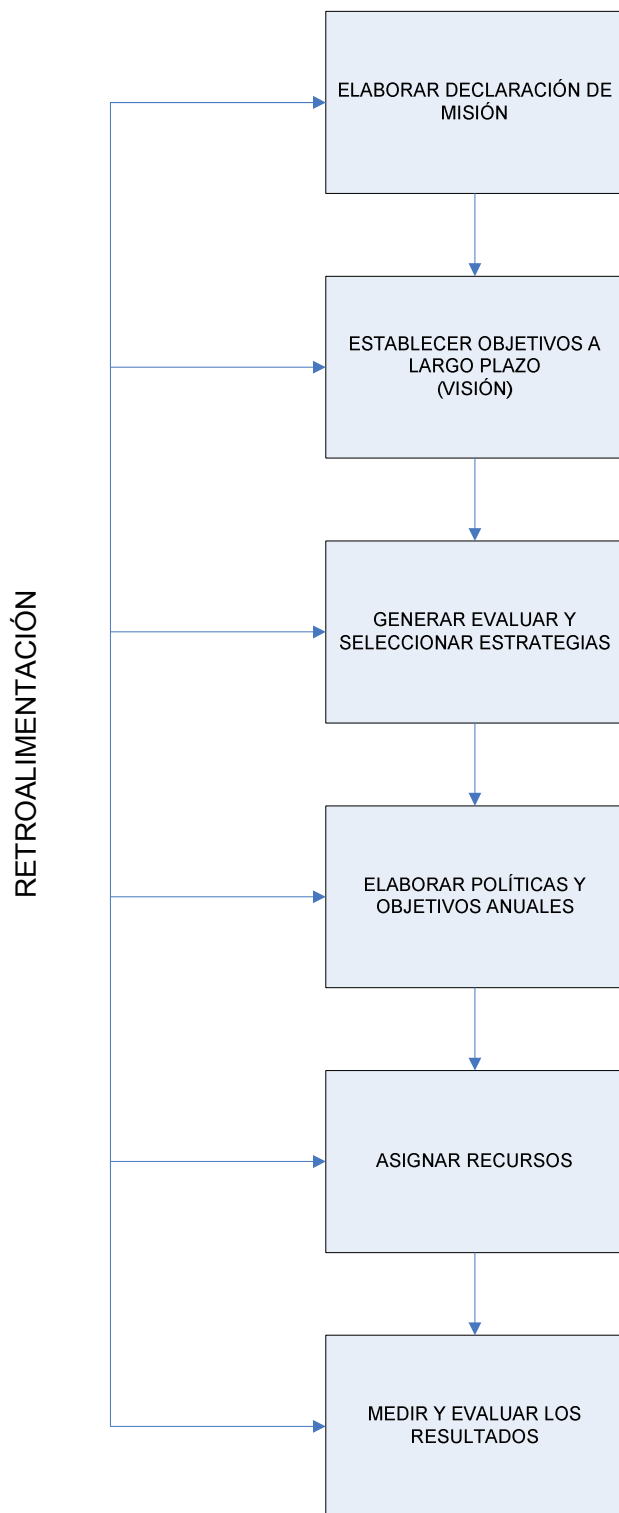 ELABORAR DECLARACIÓN DE
MISIÓN
ESTABLECER OBJETIVOS A
LARGO PLAZO
(VISIÓN)
GENERAR EVALUAR Y
SELECCIONAR ESTRATEGIAS
RETROALIMENTACIÓN
ELABORAR POLÍTICAS Y
OBJETIVOS ANUALES
ASIGNAR RECURSOS
MEDIR Y EVALUAR LOS
RESULTADOS